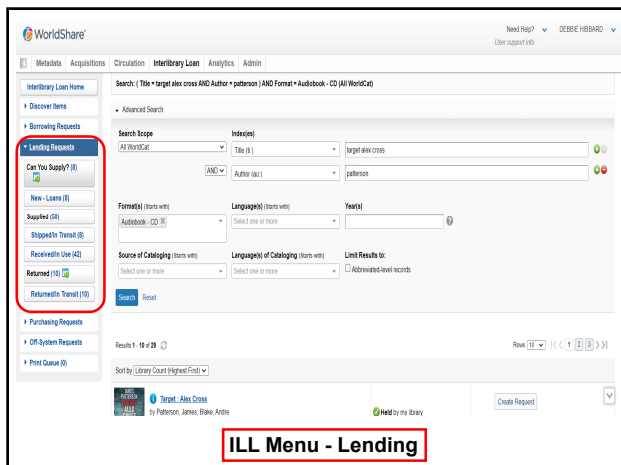 WorldShare®
Need Help?
DEBBIE HIBBARD
User support info
Metadata Acquisitions Circulation Interlibrary Loan Analytics Admin
Interlibrary Loan Home
Discover Items
Borrowing Requests
Lending Requests
Can You Supply? (8)
New - Loans (8)
Supplied (50)
Shipped/In Transit (8)
Received/In Use (42)
Returned (10)
Returned/In Transit (10)
Purchasing Requests
Off-System Requests
Print Queue (0)
Search: ( Title = target alex cross AND Author = patterson ) AND Format = Audiobook - CD (All WorldCat)
Advanced Search
Search Scope Index(es)
All WorldCat Title (ti:) target alex cross
AND Author (au:) patterson
Format(s) (Starts with) Language(s) (Starts with) Year(s)
Audiobook - CD Select one or more
Source of Cataloging (Starts with) Language(s) of Cataloging (Starts with) Limit Results to:
Select one or more Select one or more Abbreviated-level records
Search Reset
Results 1 - 10 of 29 Rows 10 1 2 3
Sort by Library Count (Highest First)
JAMES PATTERSON
ALEX CROSS
Target : Alex Cross
by Patterson, James; Blake, Andre
Held by my library
Create Request
ILL Menu - Lending